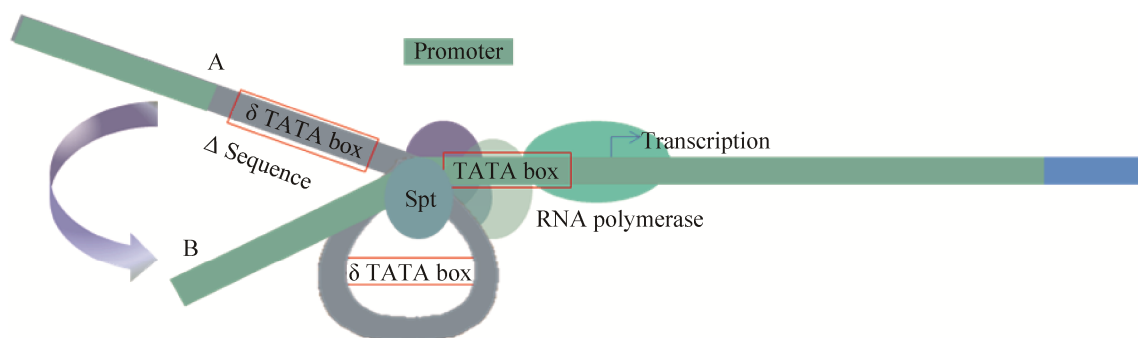 Promoter
A
δ TATA box
Δ Sequence
Transcription
TATA box
Spt
RNA polymerase
B
δ TATA box